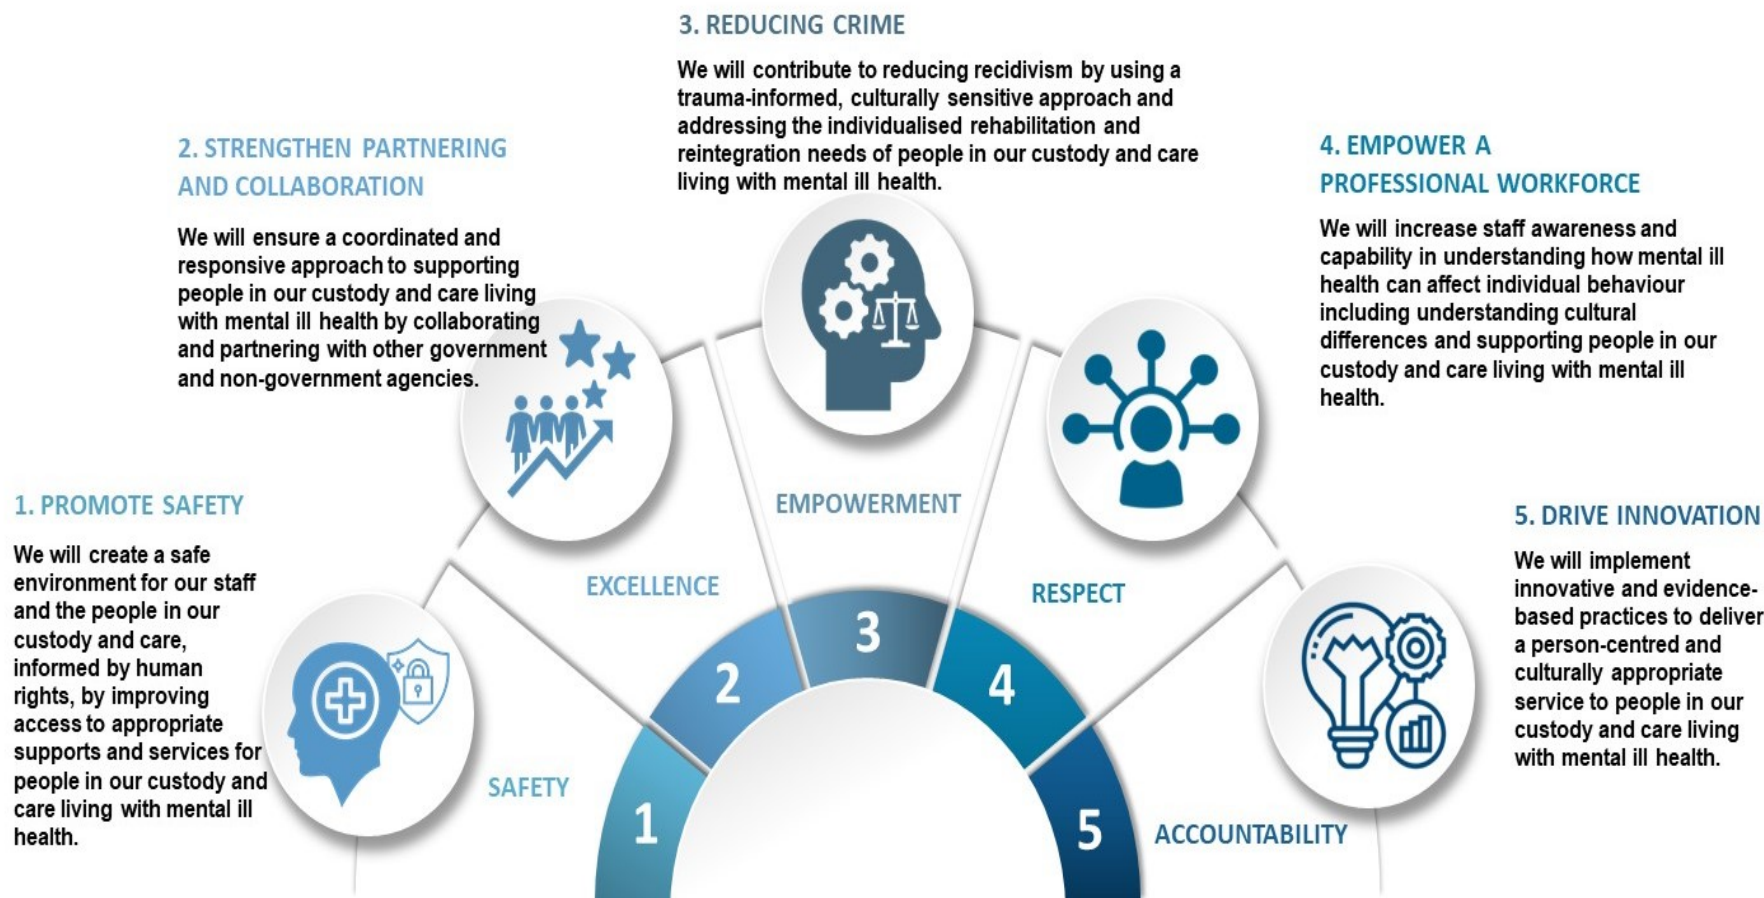 3. REDUCING CRIME
We will contribute to reducing recidivism by using a
trauma-informed, culturally sensitive approach and
addressing the individualised rehabilitation and
reintegration needs of people in our custody and care
living with mental ill health.
2. STRENGTHEN PARTNERING
AND COLLABORATION
We will ensure a coordinated and
responsive approach to supporting
people in our custody and care living
with mental ill health by collaborating
and partnering with other government
and non-government agencies.
4. EMPOWER A
PROFESSIONAL WORKFORCE
We will increase staff awareness and
capability in understanding how mental ill
health can affect individual behaviour
including understanding cultural
differences and supporting people in our
custody and care living with mental ill
health.
1. PROMOTE SAFETY
We will create a safe
environment for our staff
and the people in our
custody and care,
informed by human
rights, by improving
access to appropriate
supports and services for
people in our custody and
care living with mental ill
health.
5. DRIVE INNOVATION
We will implement
innovative and evidence-
based practices to deliver
a person-centred and
culturally appropriate
service to people in our
custody and care living
with mental ill health.
EMPOWERMENT
EXCELLENCE
RESPECT
SAFETY
ACCOUNTABILITY
1
2
3
4
5